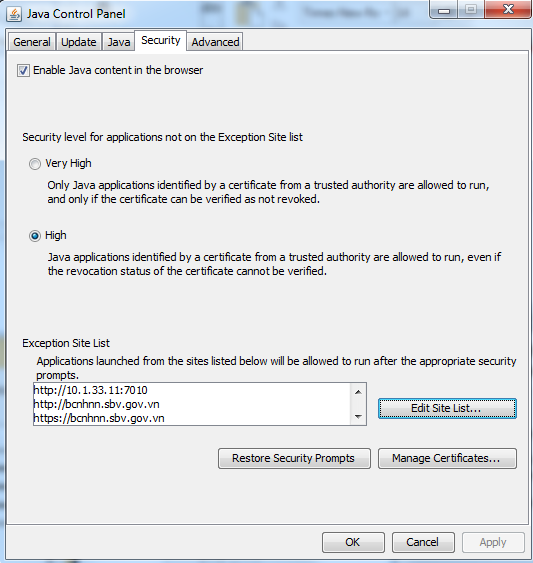 Java Control Panel
General Update Java Security Advanced
Enable Java content in the browser
Security level for applications not on the Exception Site list
Very High
Only Java applications identified by a certificate from a trusted authority are allowed to run,
and only if the certificate can be verified as not revoked.
High
Java applications identified by a certificate from a trusted authority are allowed to run, even if
the revocation status of the certificate cannot be verified.
Exception Site List
Applications launched from the sites listed below will be allowed to run after the appropriate security
prompts.
http://10.1.33.11:7010
http://bcnhnn.sbv.gov.vn
https://bcnhnn.sbv.gov.vn
Edit Site List...
Restore Security Prompts Manage Certificates...
OK Cancel Apply